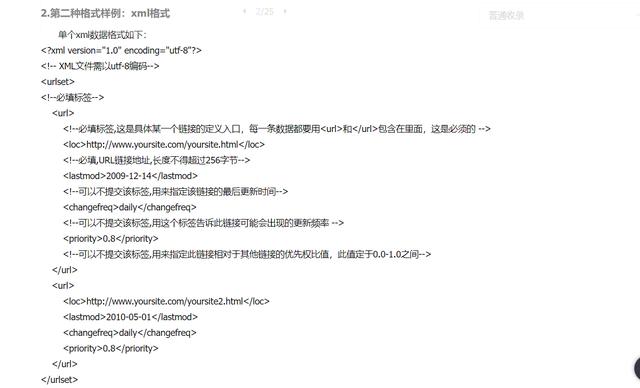 2.第二种格式样例：xml格式
2/25
普通收录
单个xml数据格式如下：
<?xml version="1.0" encoding="utf-8"?>
<!-- XML文件需以utf-8编码-->
<urlset>
<!--必填标签-->
<url>
<!--必填标签,这是具体某一个链接的定义入口，每一条数据都要用<url>和</url>包含在里面，这是必须的 -->
<loc>http://www.yoursite.com/yoursite.html</loc>
<!--必填,URL链接地址,长度不得超过256字节-->
<lastmod>2009-12-14</lastmod>
<!--可以不提交该标签,用来指定该链接的最后更新时间-->
<changefreq>daily</changefreq>
<!--可以不提交该标签,用这个标签告诉此链接可能会出现的更新频率 -->
<priority>0.8</priority>
<!--可以不提交该标签,用来指定此链接相对于其他链接的优先权比值，此值定于0.0-1.0之间-->
</url>
<url>
<loc>http://www.yoursite.com/yoursite2.html</loc>
<lastmod>2010-05-01</lastmod>
<changefreq>daily</changefreq>
<priority>0.8</priority>
</url>
</urlset>